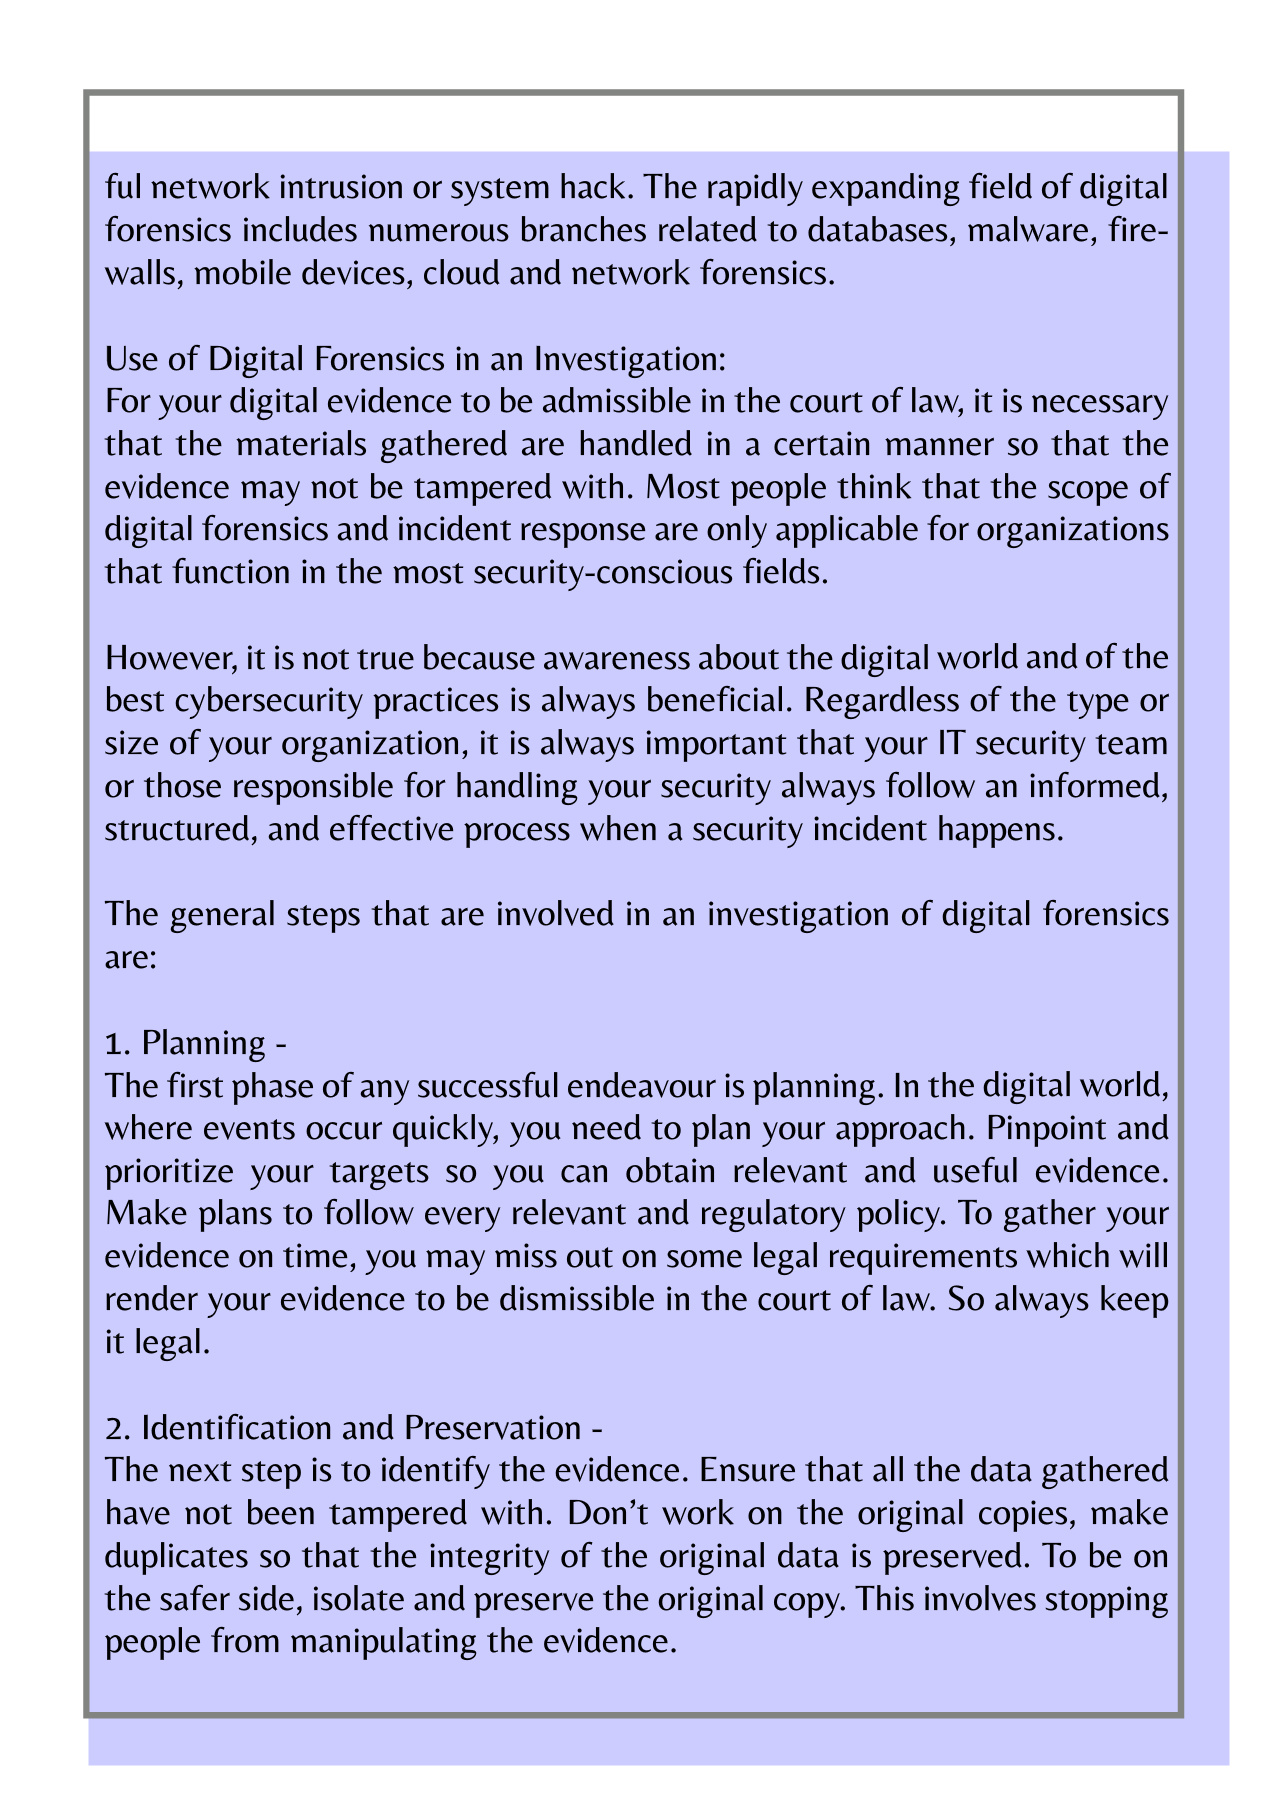 ful network intrusion or system hack. The rapidly expanding field of digital
forensics includes numerous branches related to databases, malware, fire-
walls, mobile devices, cloud and network forensics.
Use of Digital Forensics in an Investigation:
For your digital evidence to be admissible in the court of law, it is necessary
that the materials gathered are handled in a certain manner so that the
evidence may not be tampered with. Most people think that the scope of
digital forensics and incident response are only applicable for organizations
that function in the most security-conscious fields.
However, it is not true because awareness about the digital world and of the
best cybersecurity practices is always beneficial. Regardless of the type or
size of your organization, it is always important that your IT security team
or those responsible for handling your security always follow an informed,
structured, and effective process when a security incident happens.
The general steps that are involved in an investigation of digital forensics
are:
1. Planning -
The first phase of any successful endeavour is planning. In the digital world,
where events occur quickly, you need to plan your approach. Pinpoint and
prioritize your targets so you can obtain relevant and useful evidence.
Make plans to follow every relevant and regulatory policy. To gather your
evidence on time, you may miss out on some legal requirements which will
render your evidence to be dismissible in the court of law. So always keep
it legal.
2. Identification and Preservation -
The next step is to identify the evidence. Ensure that all the data gathered
have not been tampered with. Don’t work on the original copies, make
duplicates so that the integrity of the original data is preserved. To be on
the safer side, isolate and preserve the original copy. This involves stopping
people from manipulating the evidence.